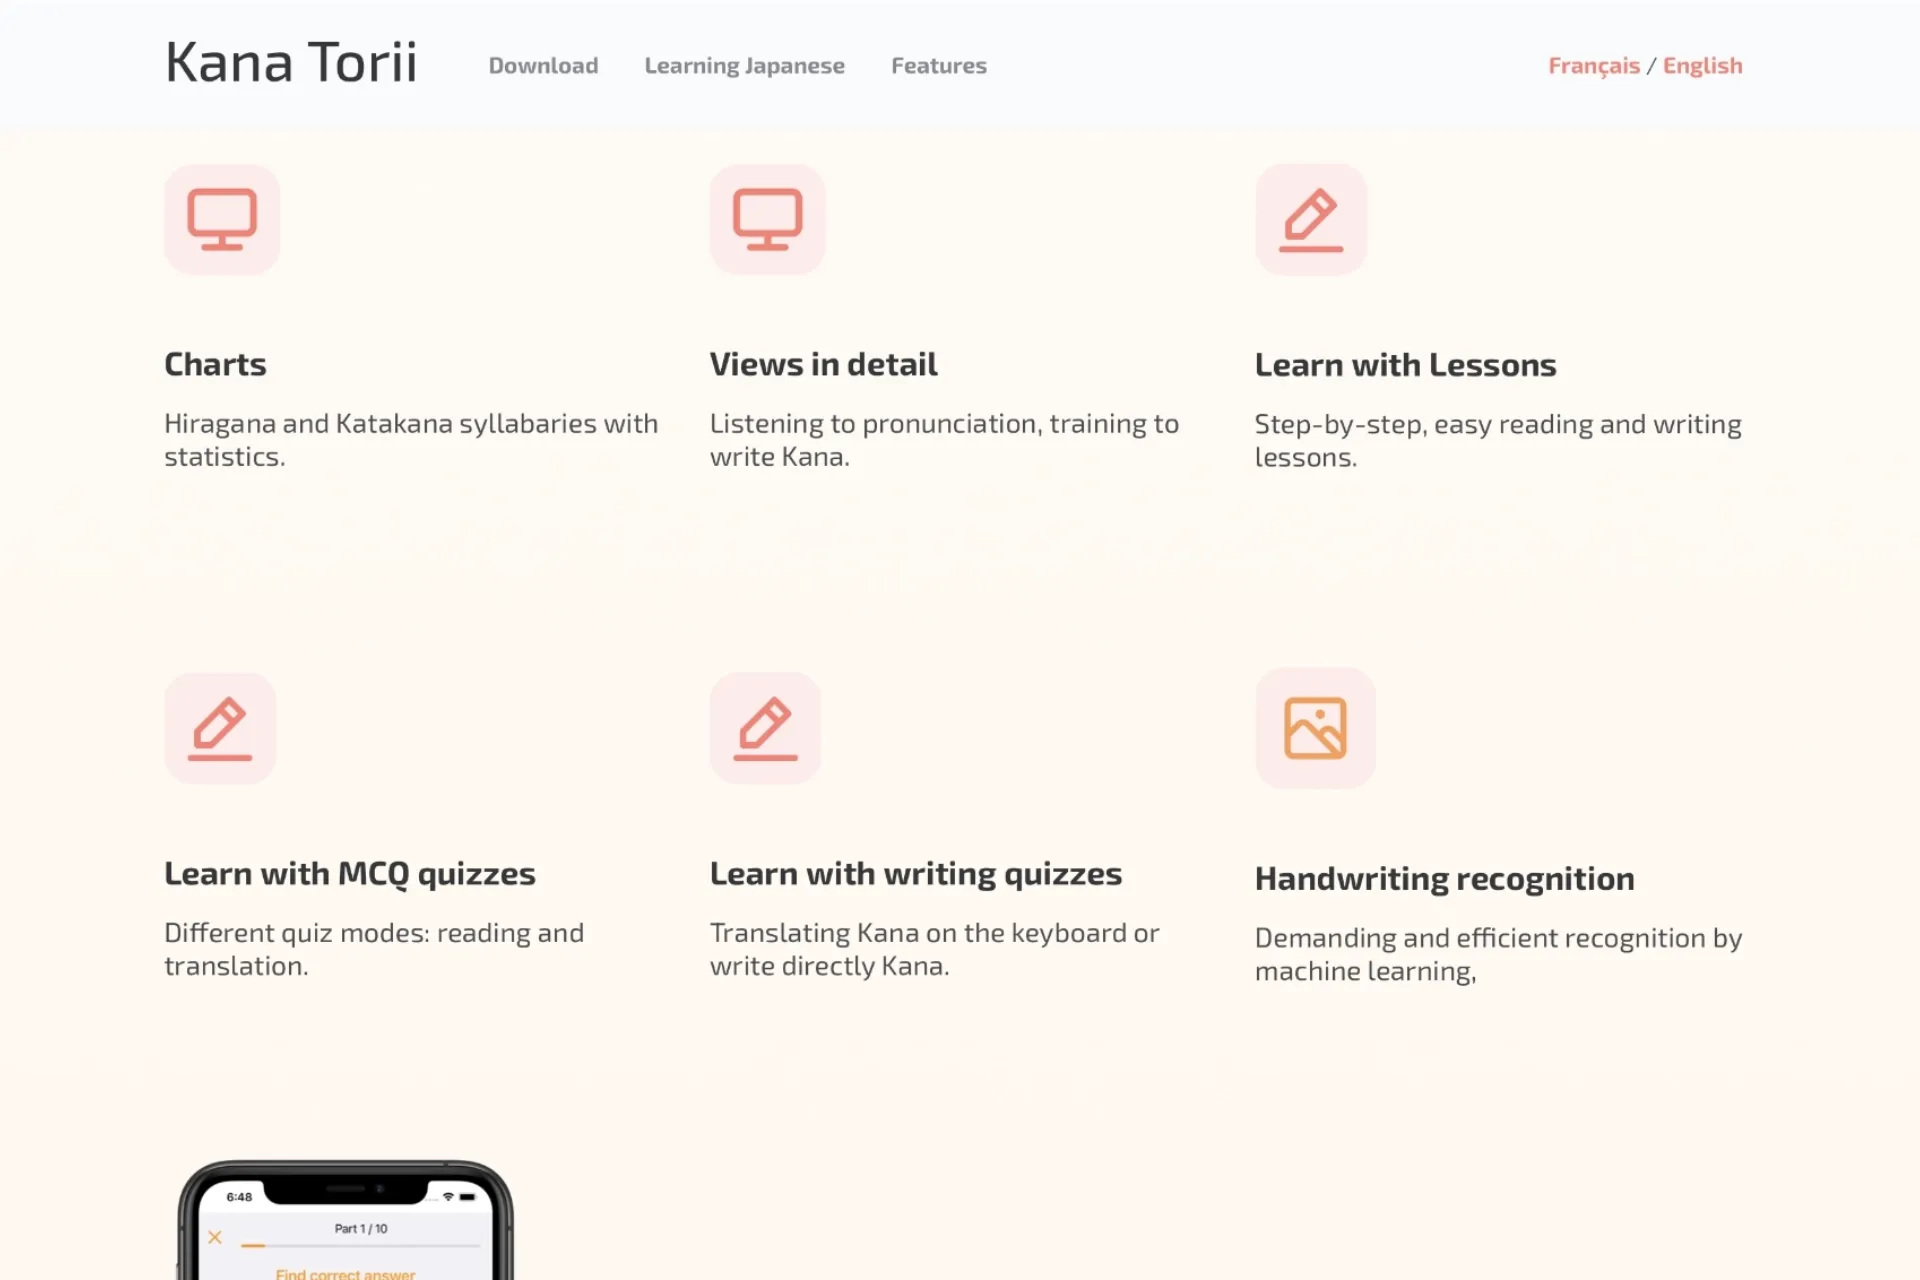 Kana Torii
Download
Learning Japanese
Features
Français / English
Charts
Hiragana and Katakana syllabaries with
statistics.
Views in detail
Listening to pronunciation, training to
write Kana.
Learn with Lessons
Step-by-step, easy reading and writing
lessons.
Learn with MCQ quizzes
Different quiz modes: reading and
translation.
Learn with writing quizzes
Translating Kana on the keyboard or
write directly Kana.
Handwriting recognition
Demanding and efficient recognition by
machine learning,
6:48
Part 1 / 10
Find correct answer